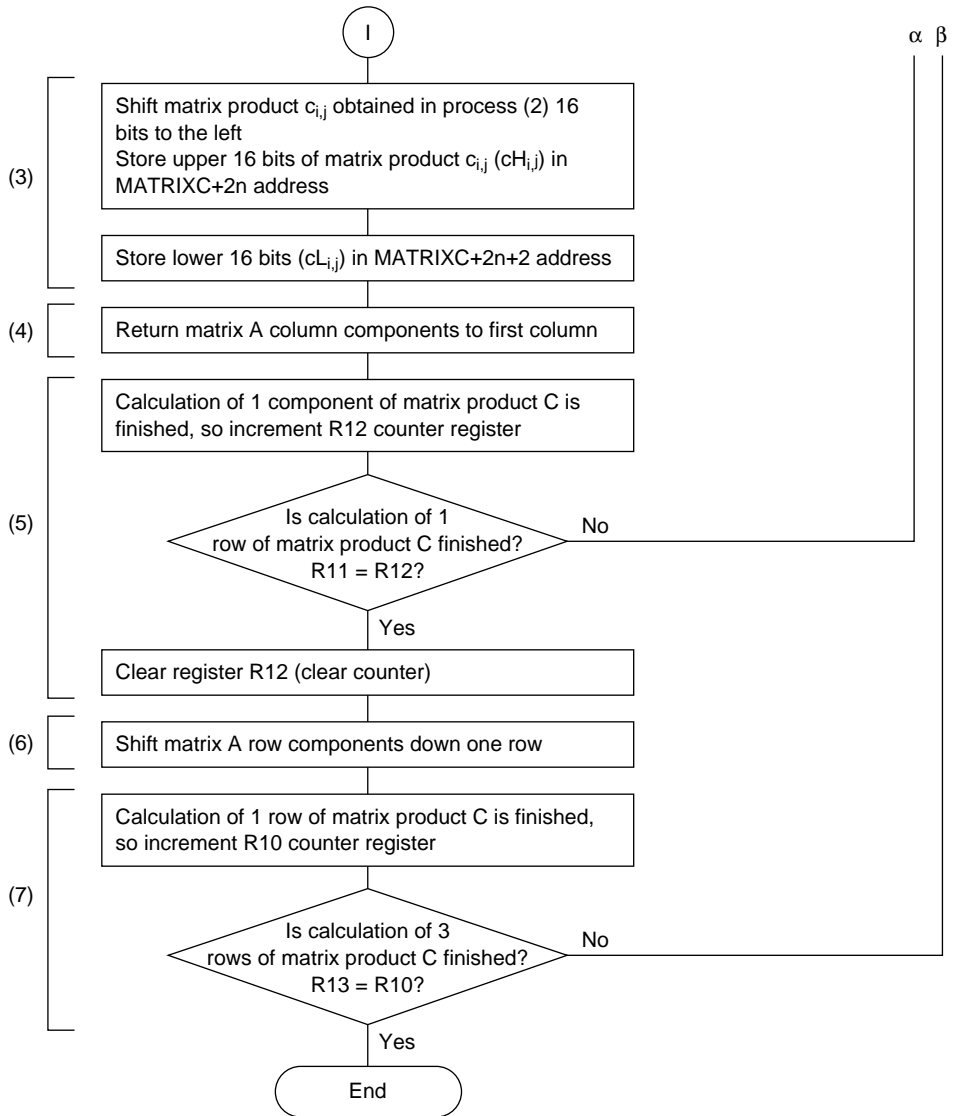 I
α β
(3)
Shift matrix product ci,j obtained in process (2) 16
bits to the left
Store upper 16 bits of matrix product ci,j (cHi,j) in
MATRIXC+2n address
Store lower 16 bits (cLi,j) in MATRIXC+2n+2 address
(4)
Return matrix A column components to first column
(5)
Calculation of 1 component of matrix product C is
finished, so increment R12 counter register
Is calculation of 1
row of matrix product C finished?
R11 = R12?
No
Yes
Clear register R12 (clear counter)
(6)
Shift matrix A row components down one row
(7)
Calculation of 1 row of matrix product C is finished,
so increment R10 counter register
Is calculation of 3
rows of matrix product C finished?
R13 = R10?
No
Yes
End